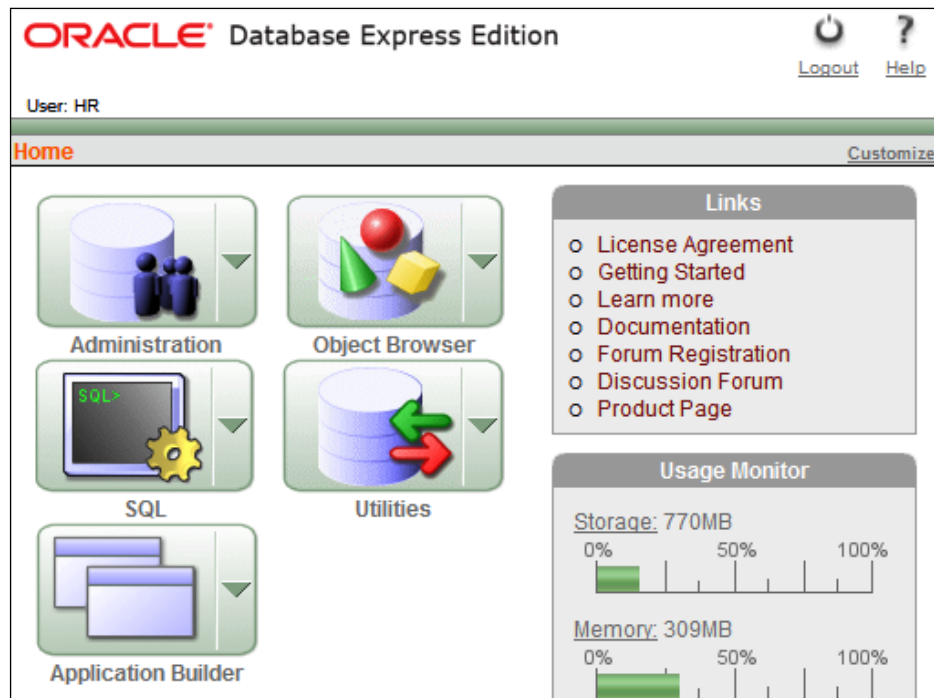 ORACLE® Database Express Edition
?
Logout Help
User: HR
Home
Customize
Administration
Object Browser
SQL>
SQL
Utilities
Application Builder
Links
License Agreement
Getting Started
Learn more
Documentation
Forum Registration
Discussion Forum
Product Page
Usage Monitor
Storage: 770MB
0% 50% 100%
Memory: 309MB
0% 50% 100%